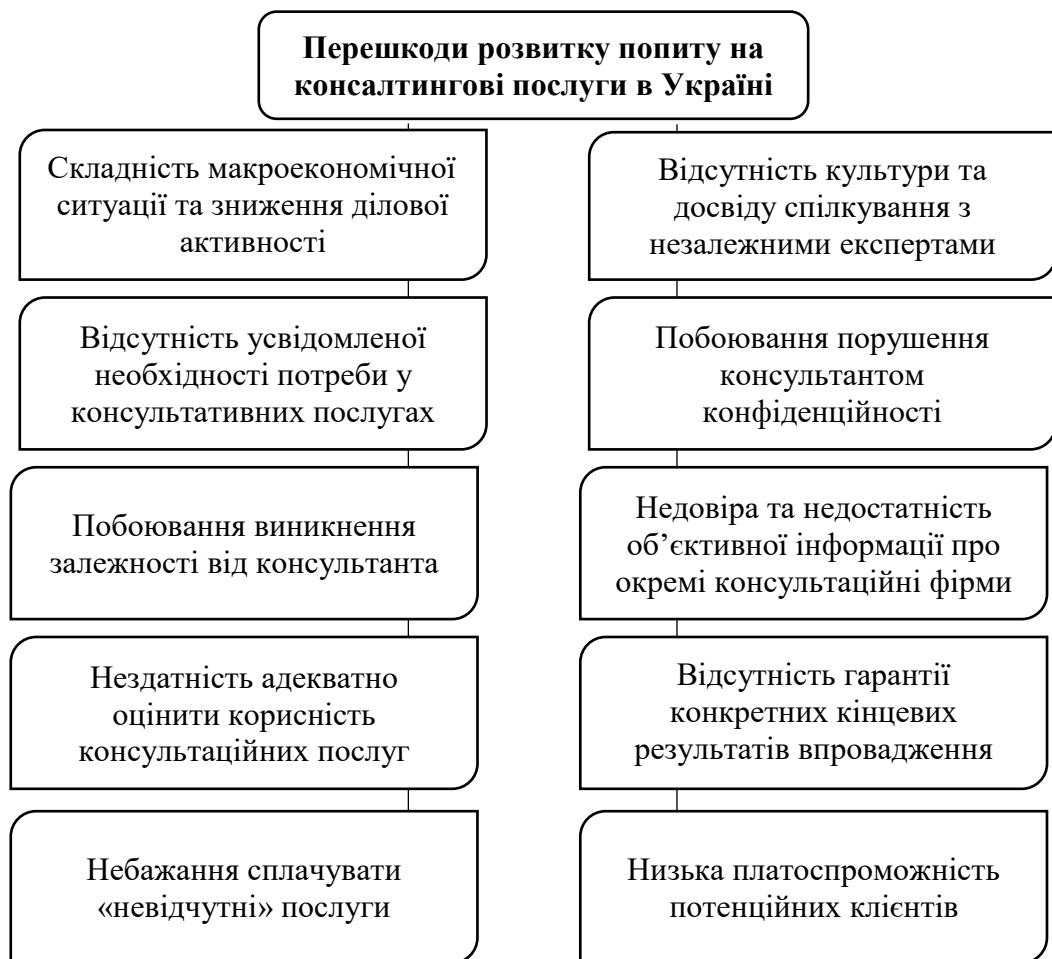 Перешкоди розвитку попиту на
консалтингові послуги в Україні
Складність макроекономічної
ситуації та зниження ділової
активності
Відсутність усвідомленої
необхідності потреби у
консультативних послугах
Побоювання виникнення
залежності від консультанта
Нездатність адекватно
оцінити корисність
консультаційних послуг
Небажання сплачувати
«невідчутні» послуги
Відсутність культури та
досвіду спілкування з
незалежними експертами
Побоювання порушення
консультантом
конфіденційності
Недовіра та недостатність
об’єктивної інформації про
окремі консультаційні фірми
Відсутність гарантії
конкретних кінцевих
результатів впровадження
Низька платоспроможність
потенційних клієнтів